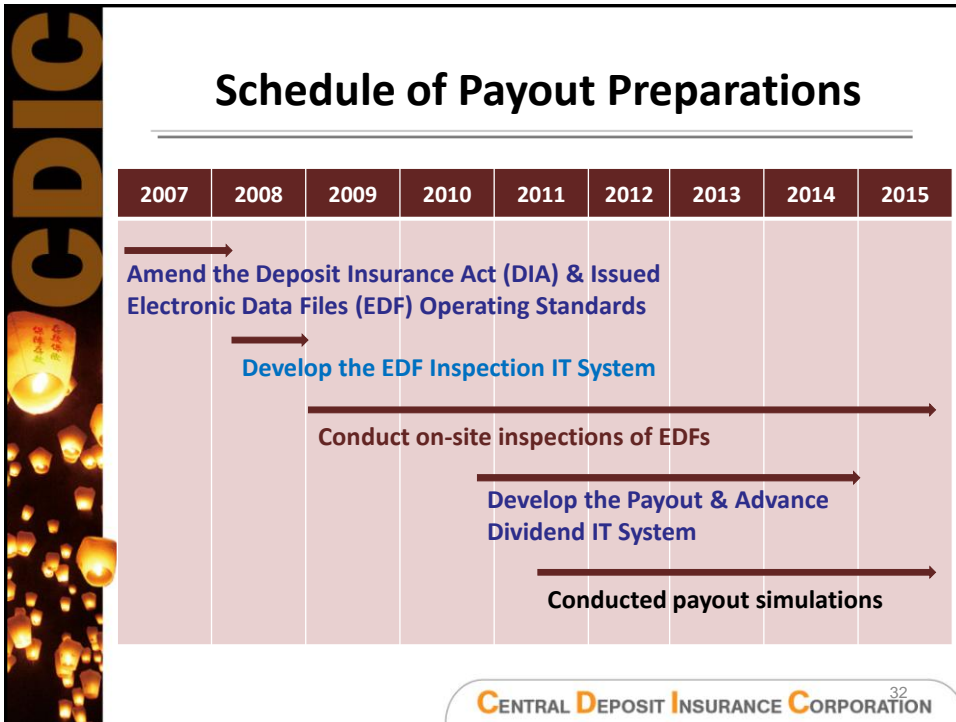 CDIC
Schedule of Payout Preparations
2007 2008 2009 2010 2011 2012 2013 2014 2015
Amend the Deposit Insurance Act (DIA) & Issued
Electronic Data Files (EDF) Operating Standards
Develop the EDF Inspection IT System
Conduct on-site inspections of EDFs
Develop the Payout & Advance
Dividend IT System
Conducted payout simulations
32
CENTRAL DEPOSIT INSURANCE CORPORATION